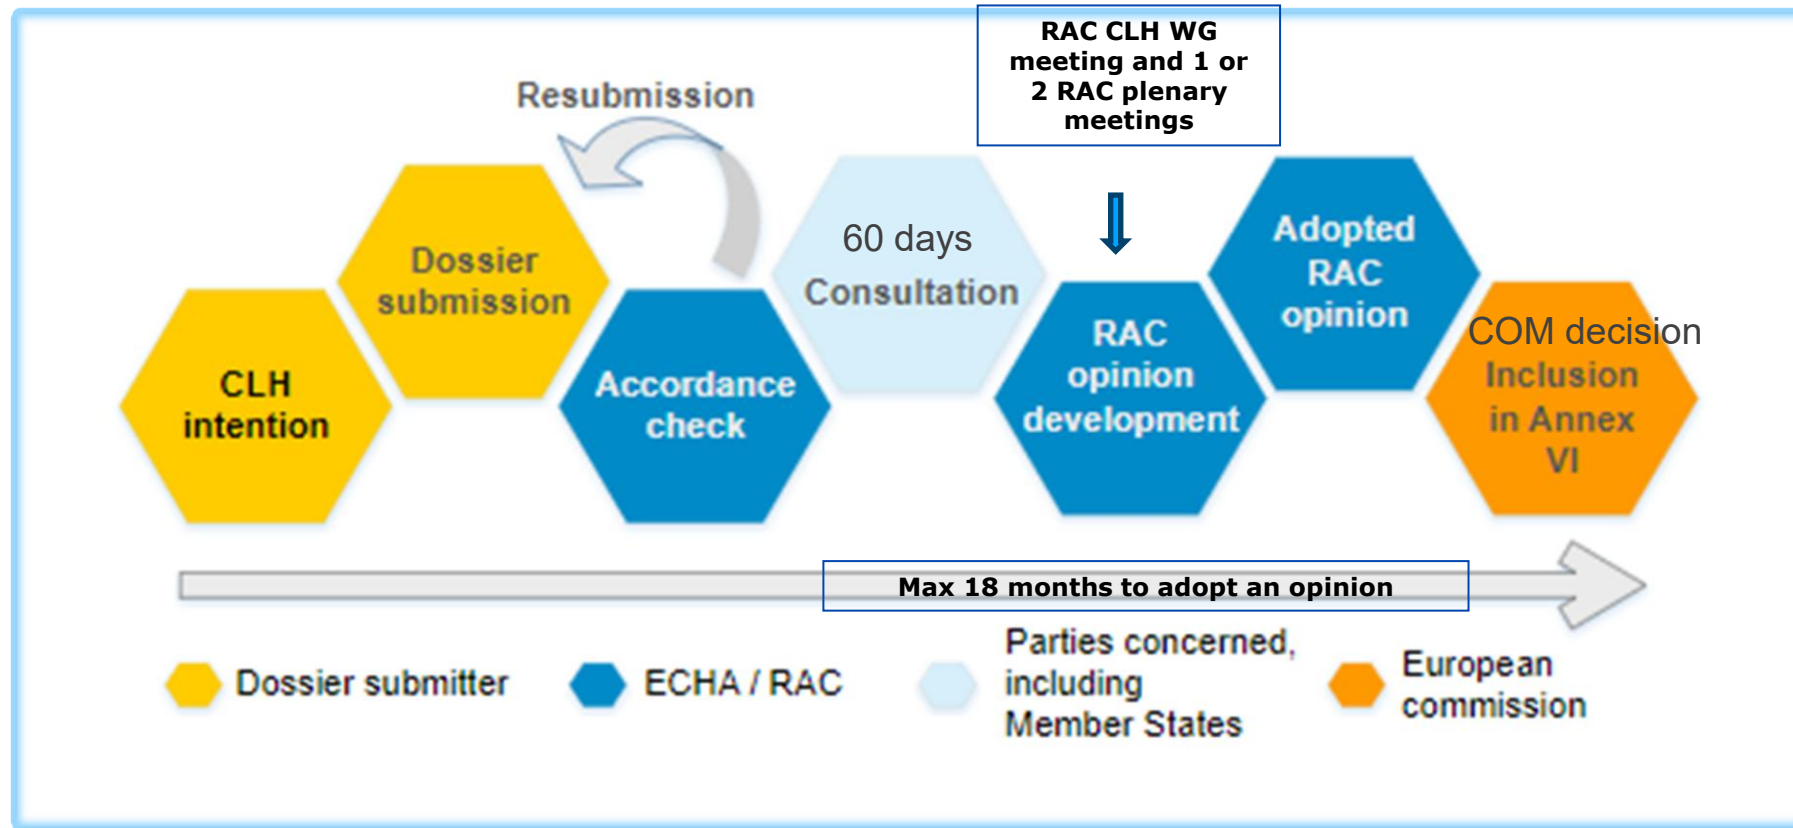 RAC CLH WG
meeting and 1 or
2 RAC plenary
meetings
Resubmission
CLH
intention
Dossier
submission
Accordance
check
60 days
Consultation
RAC
opinion
development
Adopted
RAC
opinion
COM decision
Inclusion
in Annex
VI
Max 18 months to adopt an opinion
Dossier submitter
ECHA / RAC
Parties concerned,
including
Member States
European
commission